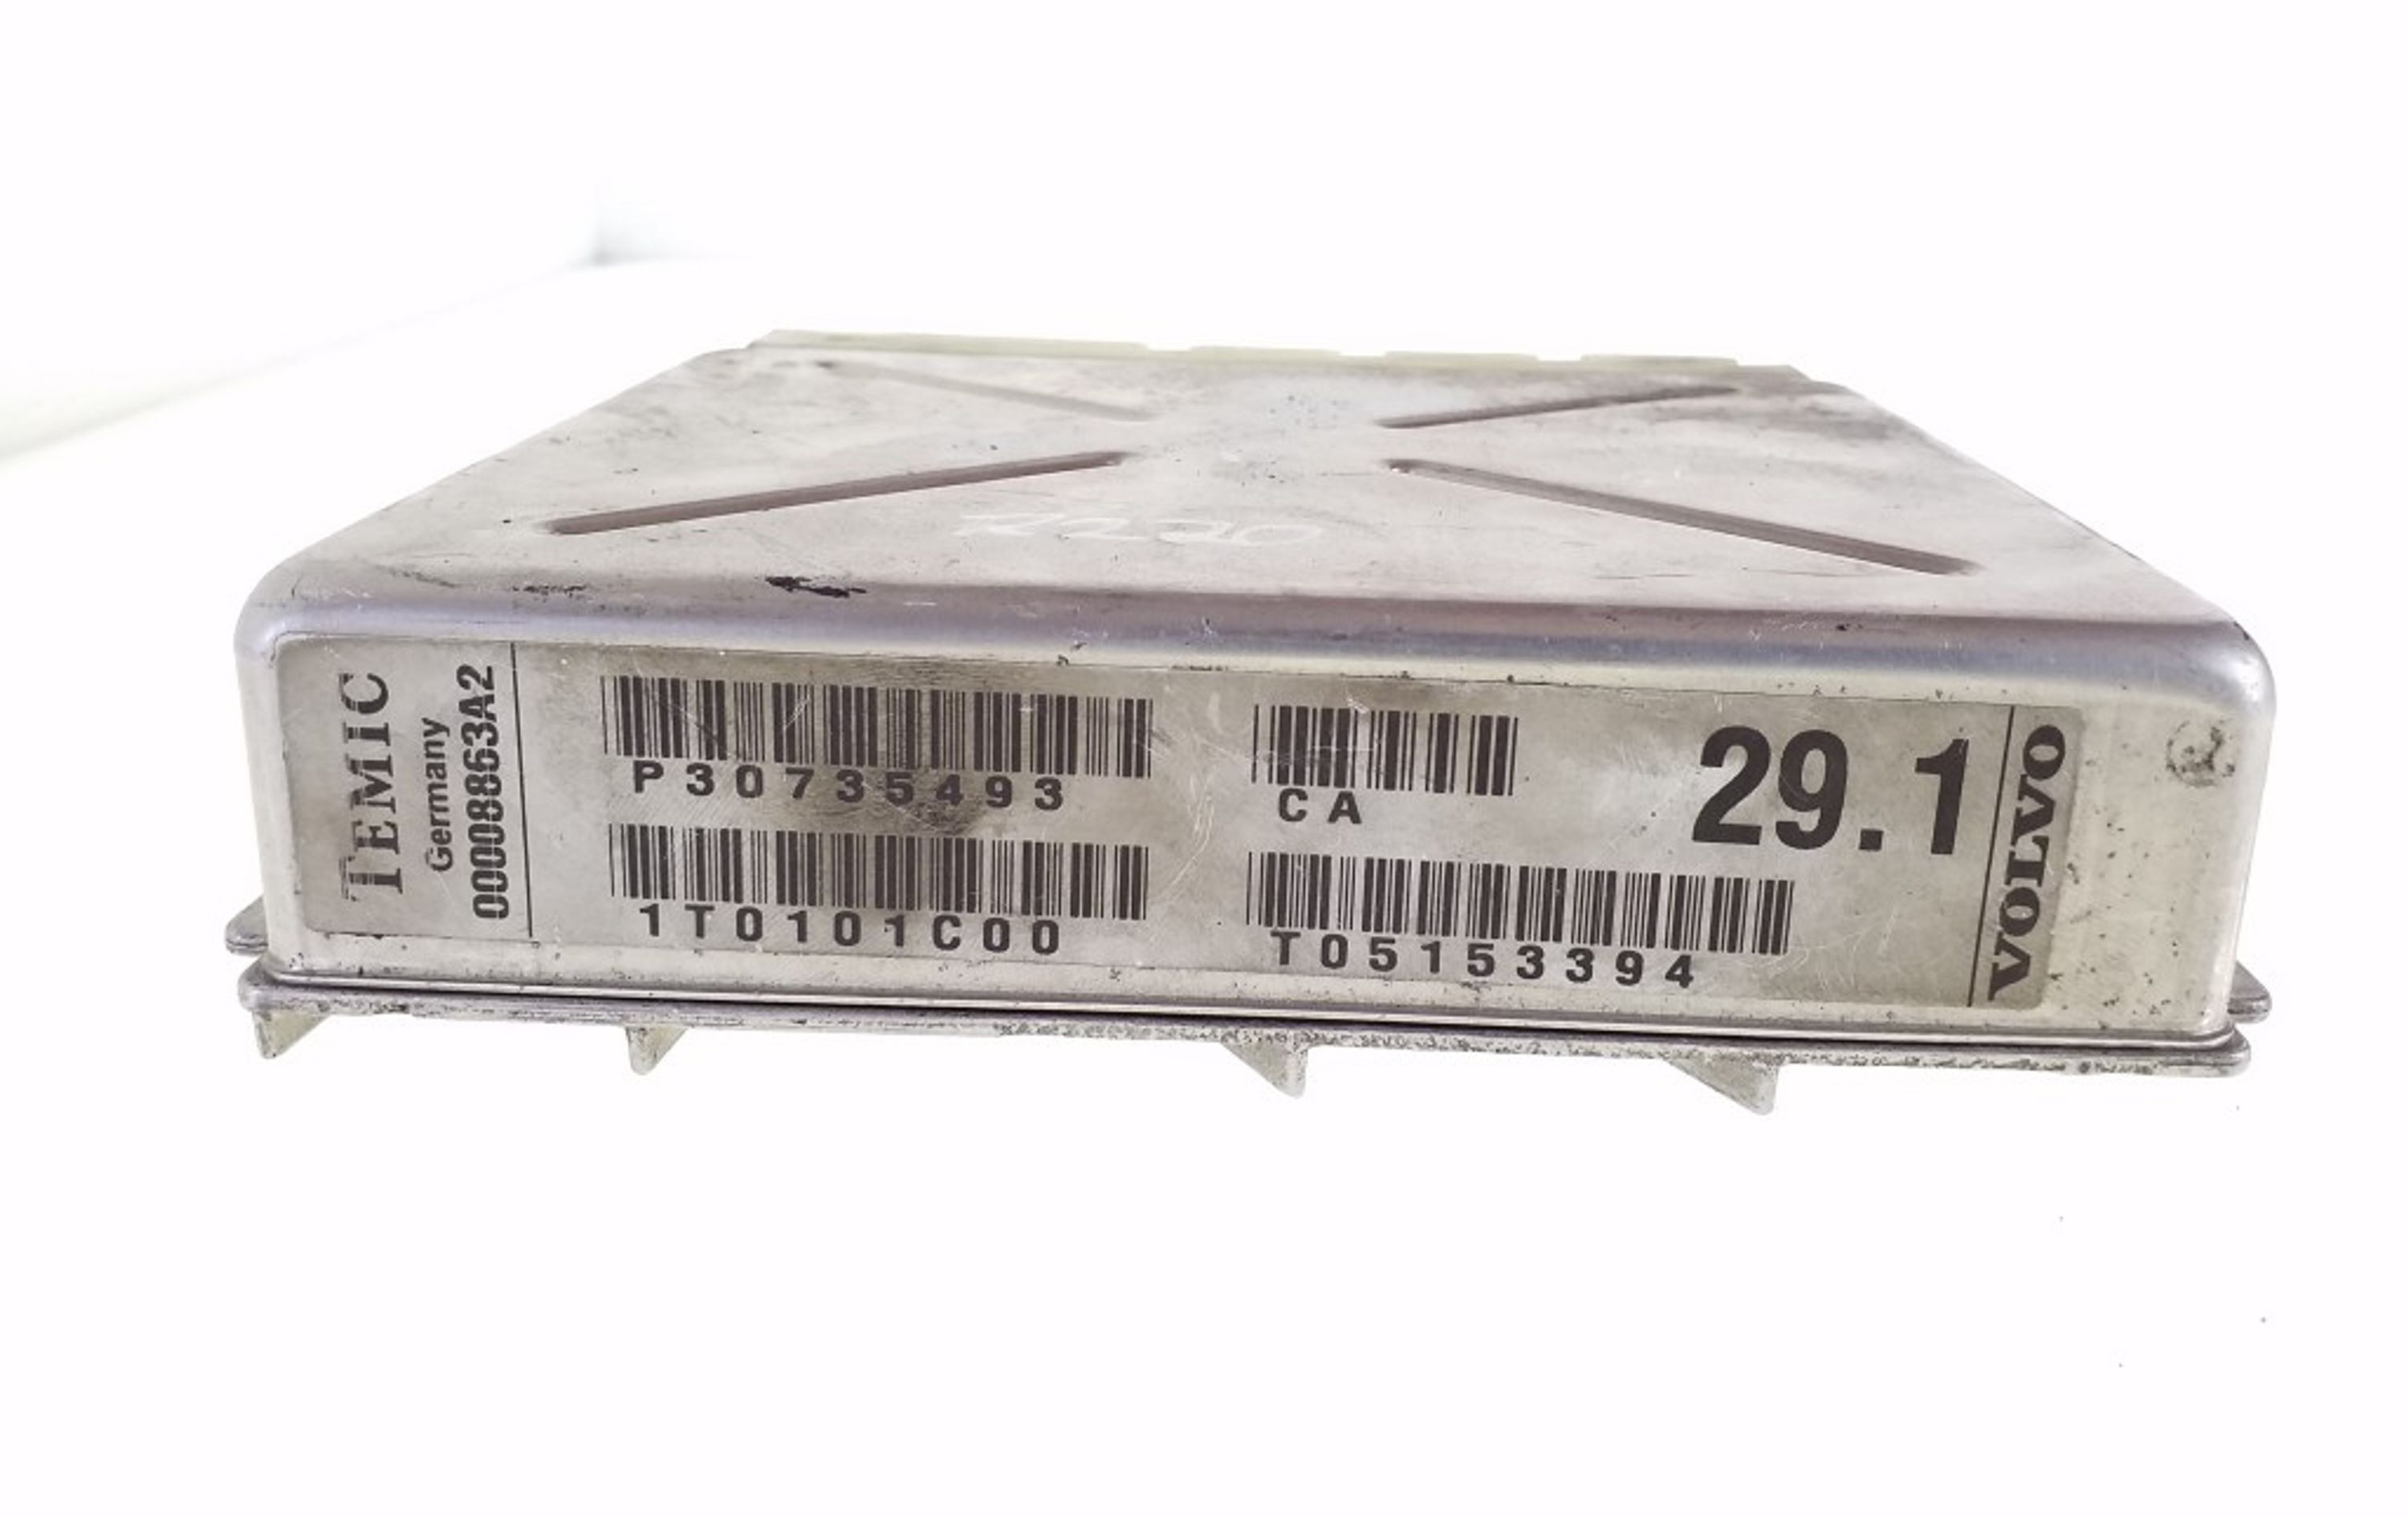 TEMIC
Germany
00008863A2
P30735493
CA
29.1
1T0101C00
T05153394
VOLVO